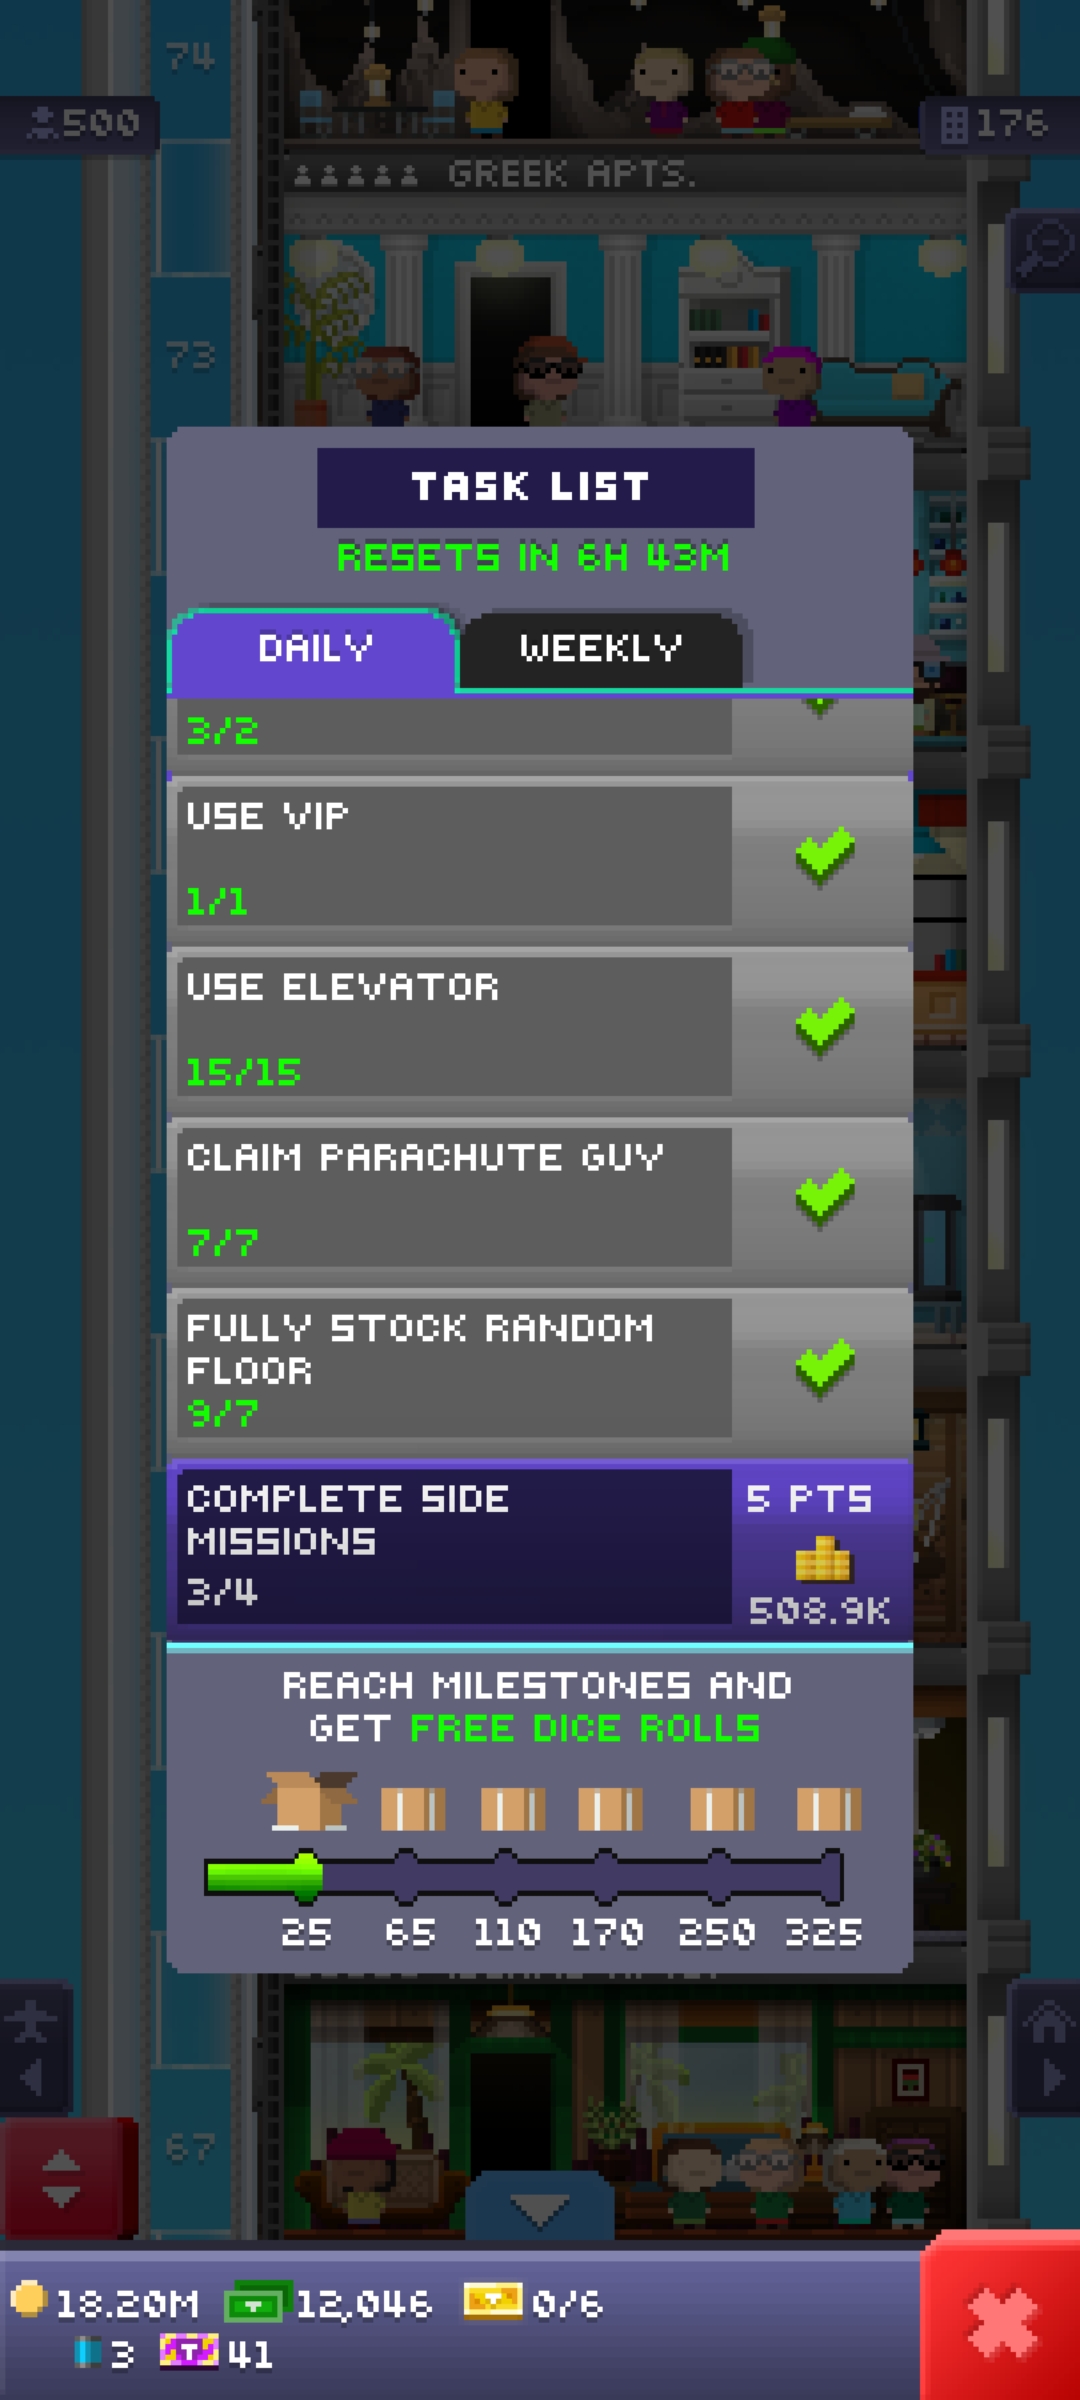 74
500
176
GREEK APTS.
73
TASK LIST
RESETS IN 6H 43M
DAILY
WEEKLY
3/2
USE VIP
1/1
USE ELEVATOR
15/15
CLAIM PARACHUTE GUY
7/7
FULLY STOCK RANDOM
FLOOR
9/7
COMPLETE SIDE
MISSIONS
3/4
5 PTS
508.9K
REACH MILESTONES AND
GET FREE DICE ROLLS
25 65 110 170 250 325
67
18.20M 12,046 0/6
3 41